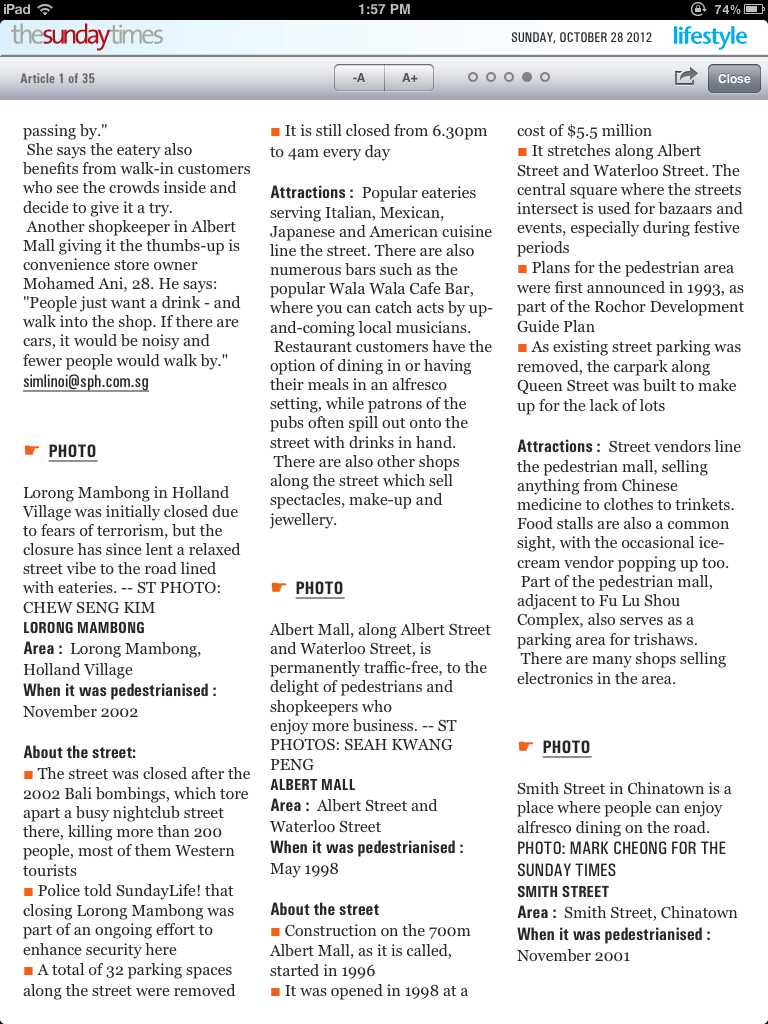 iPad
1:57 PM
74%
thesundaytimes
SUNDAY, OCTOBER 28 2012
lifestyle
Article 1 of 35
-A
A+
Close
passing by."
She says the eatery also
benefits from walk-in customers
who see the crowds inside and
decide to give it a try.
Another shopkeeper in Albert
Mall giving it the thumbs-up is
convenience store owner
Mohamed Ani, 28. He says:
"People just want a drink - and
walk into the shop. If there are
cars, it would be noisy and
fewer people would walk by."
simlinoi@sph.com.sg
☛ PHOTO
Lorong Mambong in Holland
Village was initially closed due
to fears of terrorism, but the
closure has since lent a relaxed
street vibe to the road lined
with eateries. -- ST PHOTO:
CHEW SENG KIM
LORONG MAMBONG
Area : Lorong Mambong,
Holland Village
When it was pedestrianised :
November 2002
About the street:
■ The street was closed after the
2002 Bali bombings, which tore
apart a busy nightclub street
there, killing more than 200
people, most of them Western
tourists
■ Police told SundayLife! that
closing Lorong Mambong was
part of an ongoing effort to
enhance security here
■ A total of 32 parking spaces
along the street were removed
■ It is still closed from 6.30pm
to 4am every day
Attractions : Popular eateries
serving Italian, Mexican,
Japanese and American cuisine
line the street. There are also
numerous bars such as the
popular Wala Wala Cafe Bar,
where you can catch acts by up-
and-coming local musicians.
Restaurant customers have the
option of dining in or having
their meals in an alfresco
setting, while patrons of the
pubs often spill out onto the
street with drinks in hand.
There are also other shops
along the street which sell
spectacles, make-up and
jewellery.
☛ PHOTO
Albert Mall, along Albert Street
and Waterloo Street, is
permanently traffic-free, to the
delight of pedestrians and
shopkeepers who
enjoy more business. -- ST
PHOTOS: SEAH KWANG
PENG
ALBERT MALL
Area : Albert Street and
Waterloo Street
When it was pedestrianised :
May 1998
About the street
■ Construction on the 700m
Albert Mall, as it is called,
started in 1996
■ It was opened in 1998 at a
cost of $5.5 million
■ It stretches along Albert
Street and Waterloo Street. The
central square where the streets
intersect is used for bazaars and
events, especially during festive
periods
■ Plans for the pedestrian area
were first announced in 1993, as
part of the Rochor Development
Guide Plan
■ As existing street parking was
removed, the carpark along
Queen Street was built to make
up for the lack of lots
Attractions : Street vendors line
the pedestrian mall, selling
anything from Chinese
medicine to clothes to trinkets.
Food stalls are also a common
sight, with the occasional ice-
cream vendor popping up too.
Part of the pedestrian mall,
adjacent to Fu Lu Shou
Complex, also serves as a
parking area for trishaws.
There are many shops selling
electronics in the area.
☛ PHOTO
Smith Street in Chinatown is a
place where people can enjoy
alfresco dining on the road.
PHOTO: MARK CHEONG FOR THE
SUNDAY TIMES
SMITH STREET
Area : Smith Street, Chinatown
When it was pedestrianised :
November 2001